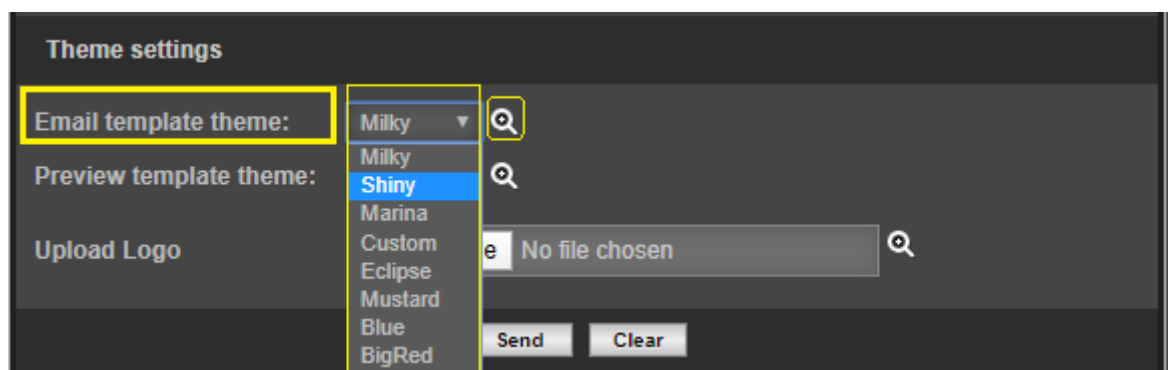 Theme settings
Email template theme: Milky
Milky
Preview template theme:
Shiny
Marina
Upload Logo
Custom
e No file chosen
Eclipse
Mustard
Blue
Send Clear
BigRed